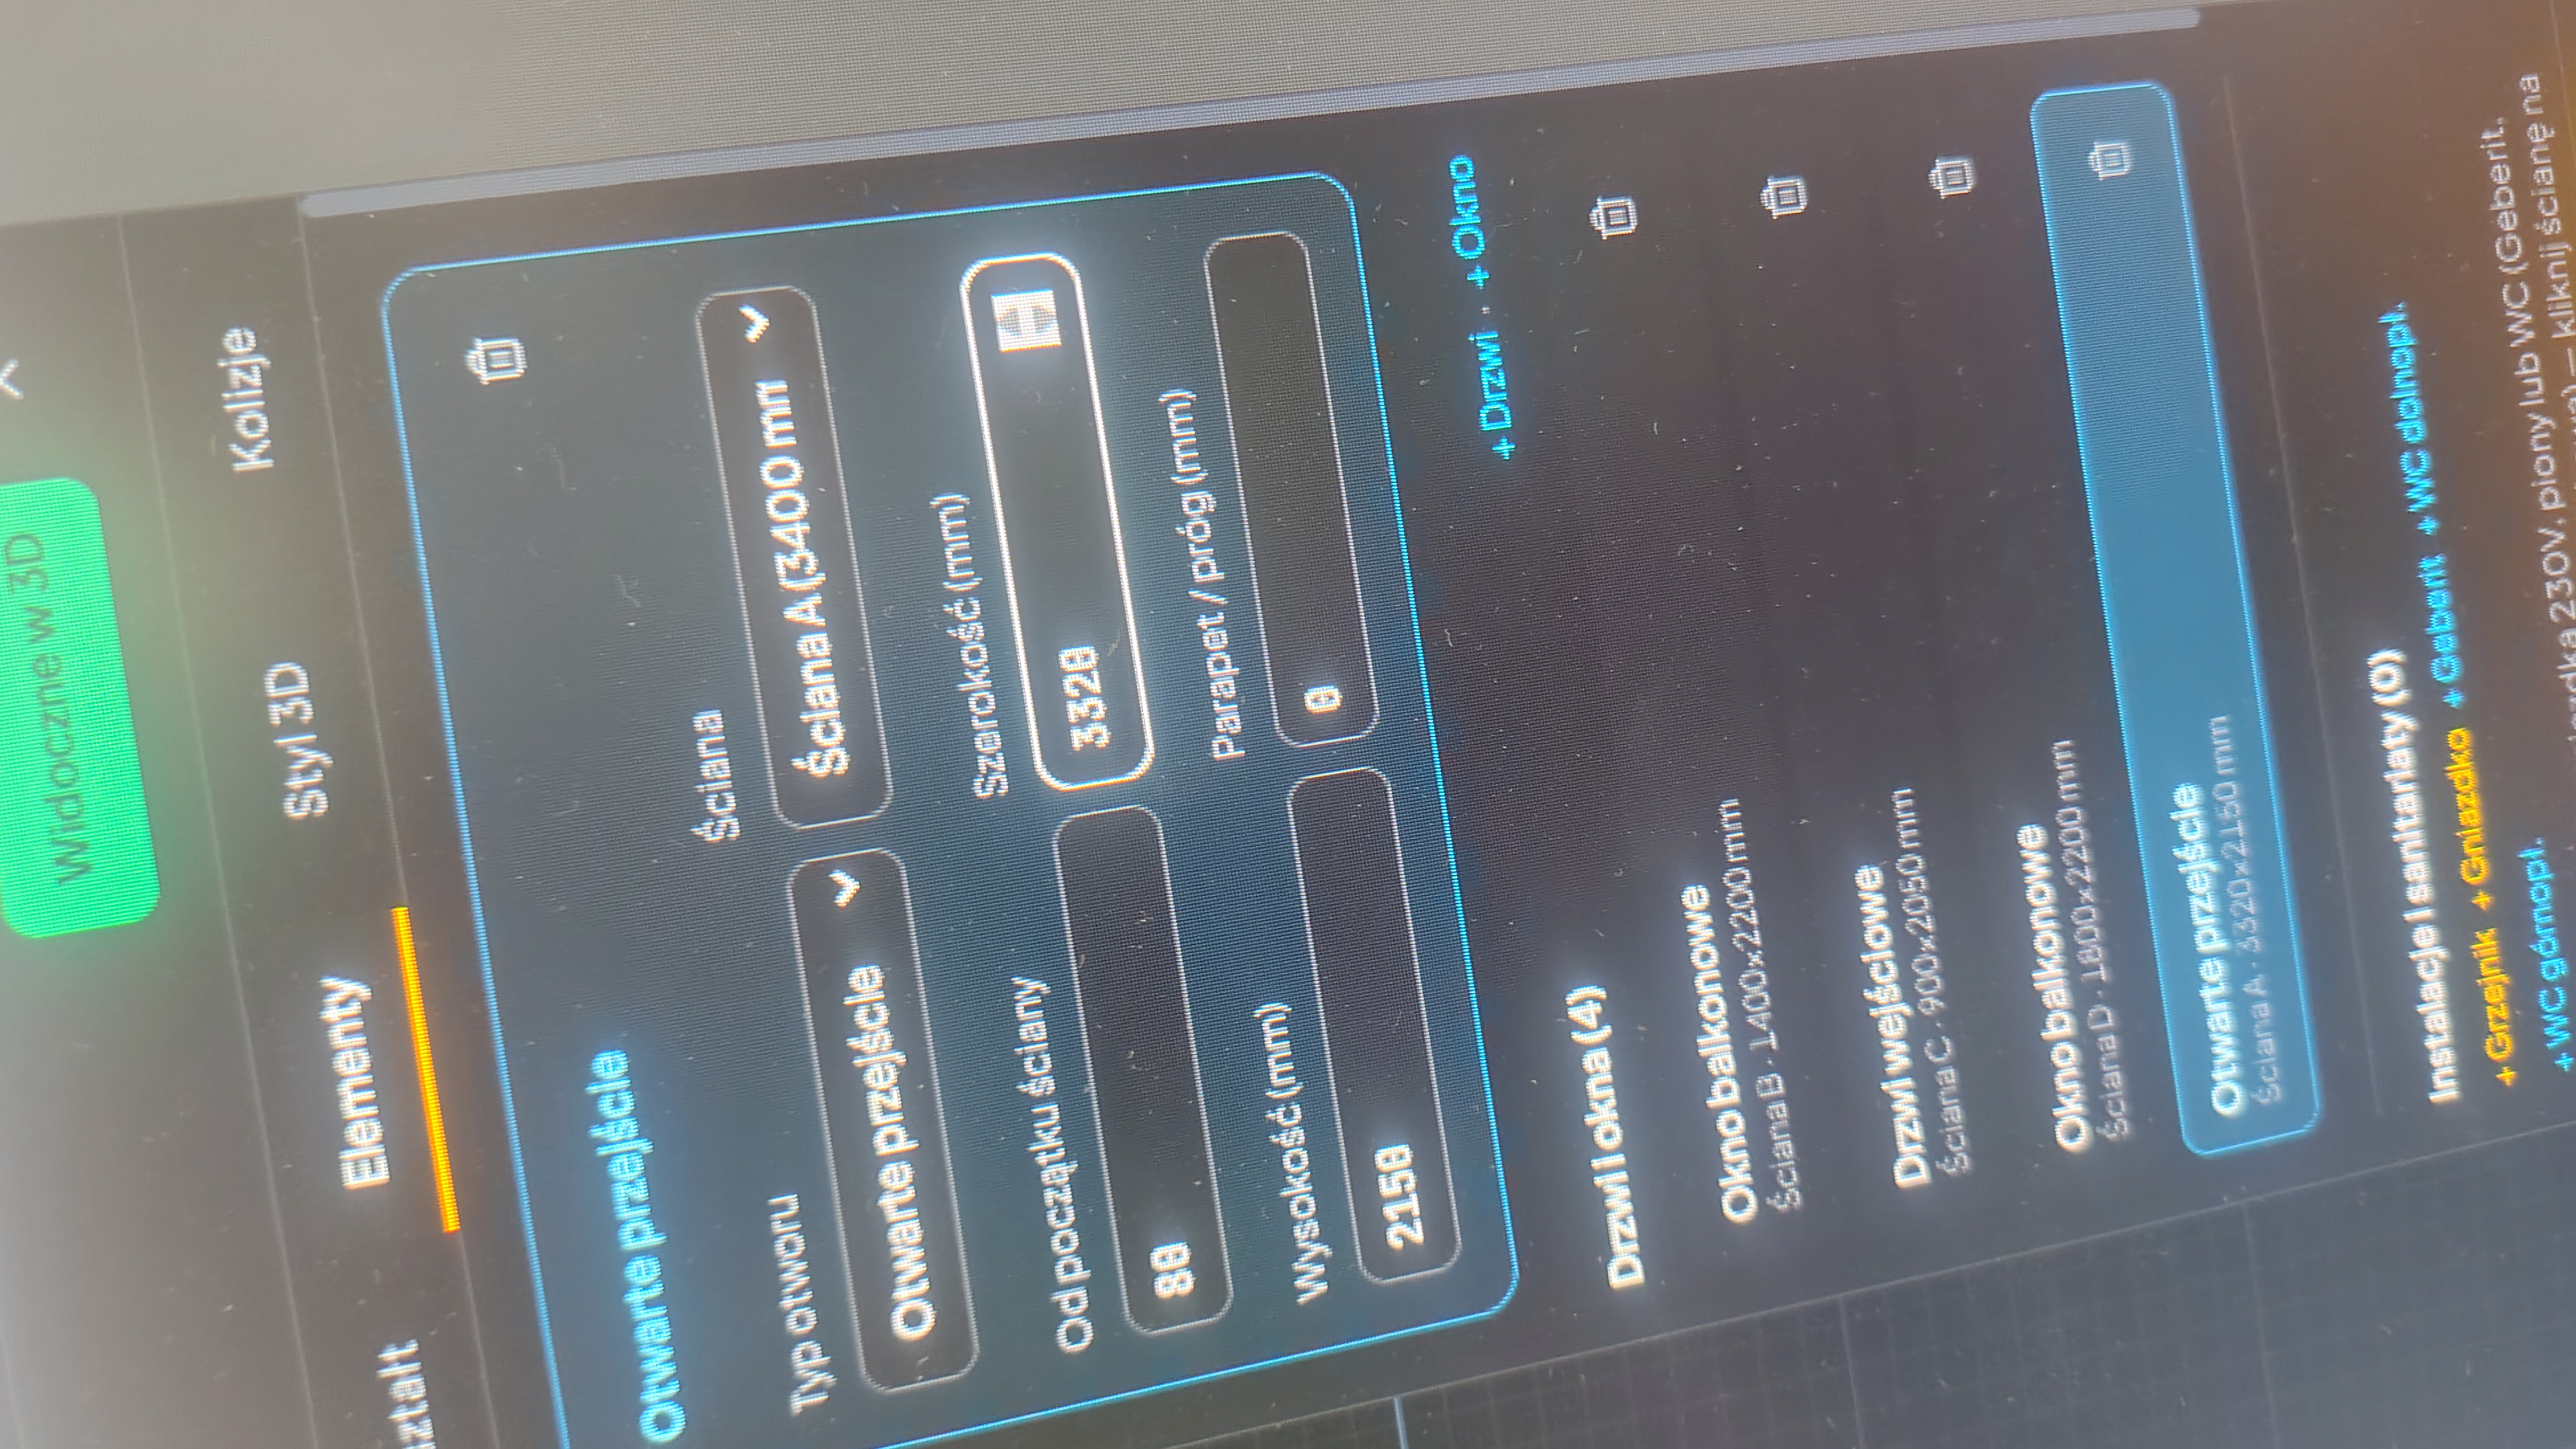 Widoczne w 3D
Elementy Styl 3D Kolizje
Otwarte przejście
Typ otworu Ściana
Otwarte przejście Ściana A (3400 mm
Od początku ściany Szerokość (mm)
80 3320
Wysokość (mm) Parapet / próg (mm)
2150 0
+ Drzwi · + Okno
Drzwi i okna (4)
Okno balkonowe
Ściana B · 1400×2200 mm
Drzwi wejściowe
Ściana C · 900×2050 mm
Okno balkonowe
Ściana D · 1800×2200 mm
Otwarte przejście
Ściana A · 3320×2150 mm
Instalacje i sanitariaty (0)
+ Grzejnik + Gniazdko + Geberit + WC dolnopł.
+ WC górnopł.
230V, piony lub WC (Geberit,
— kliknij ścianę na